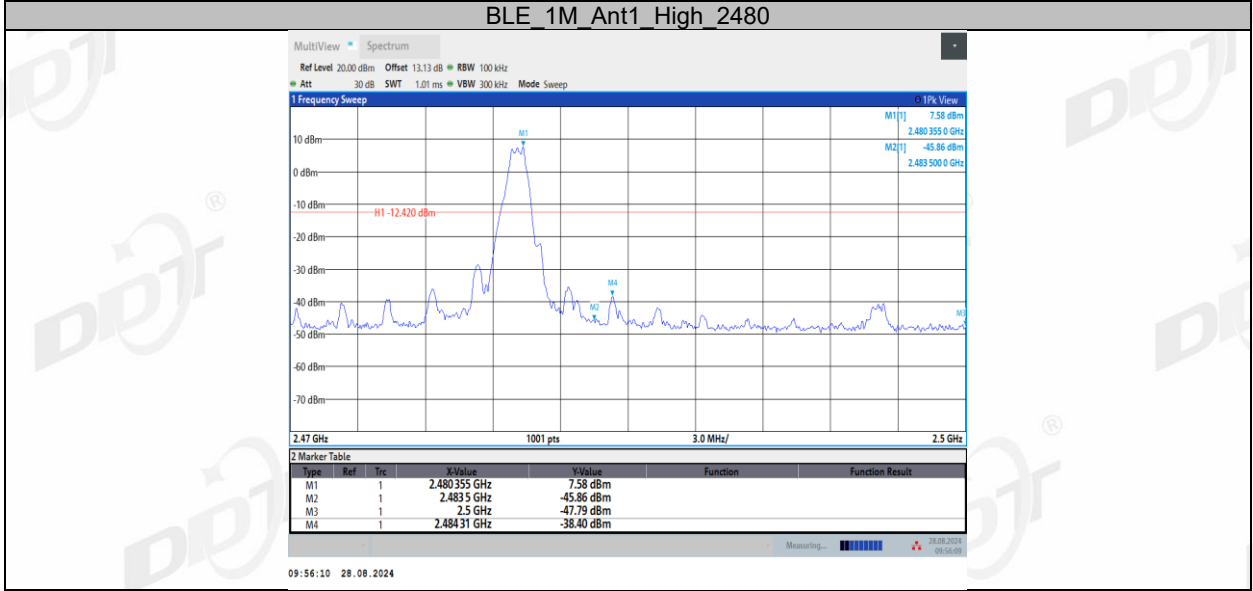 BLE_1M_Ant1_High_2480
MultiView Spectrum
Ref Level 20.00 dBm Offset 13.13 dB RBW 100 kHz
Att 30 dB SWT 1.01 ms VBW 300 kHz Mode Sweep
1 Frequency Sweep 1Pk View
M1[1] 7.58 dBm
2.480 355 0 GHz
M2[1] -45.86 dBm
2.483 500 0 GHz
M1
10 dBm
0 dBm
-10 dBm
H1 -12.420 dBm
-20 dBm
-30 dBm
M4
-40 dBm
M2
M3
-50 dBm
-60 dBm
-70 dBm
2.47 GHz 1001 pts 3.0 MHz/ 2.5 GHz
2 Marker Table
Type Ref Trc X-Value Y-Value Function Function Result
M1 1 2.480 355 GHz 7.58 dBm
M2 1 2.483 5 GHz -45.86 dBm
M3 1 2.5 GHz -47.79 dBm
M4 1 2.484 31 GHz -38.40 dBm
Measuring... 28.08.2024
09:56:09
09:56:10 28.08.2024
DDT
®
DDT
DDT
DDT
DDT
®
DDT
DDT